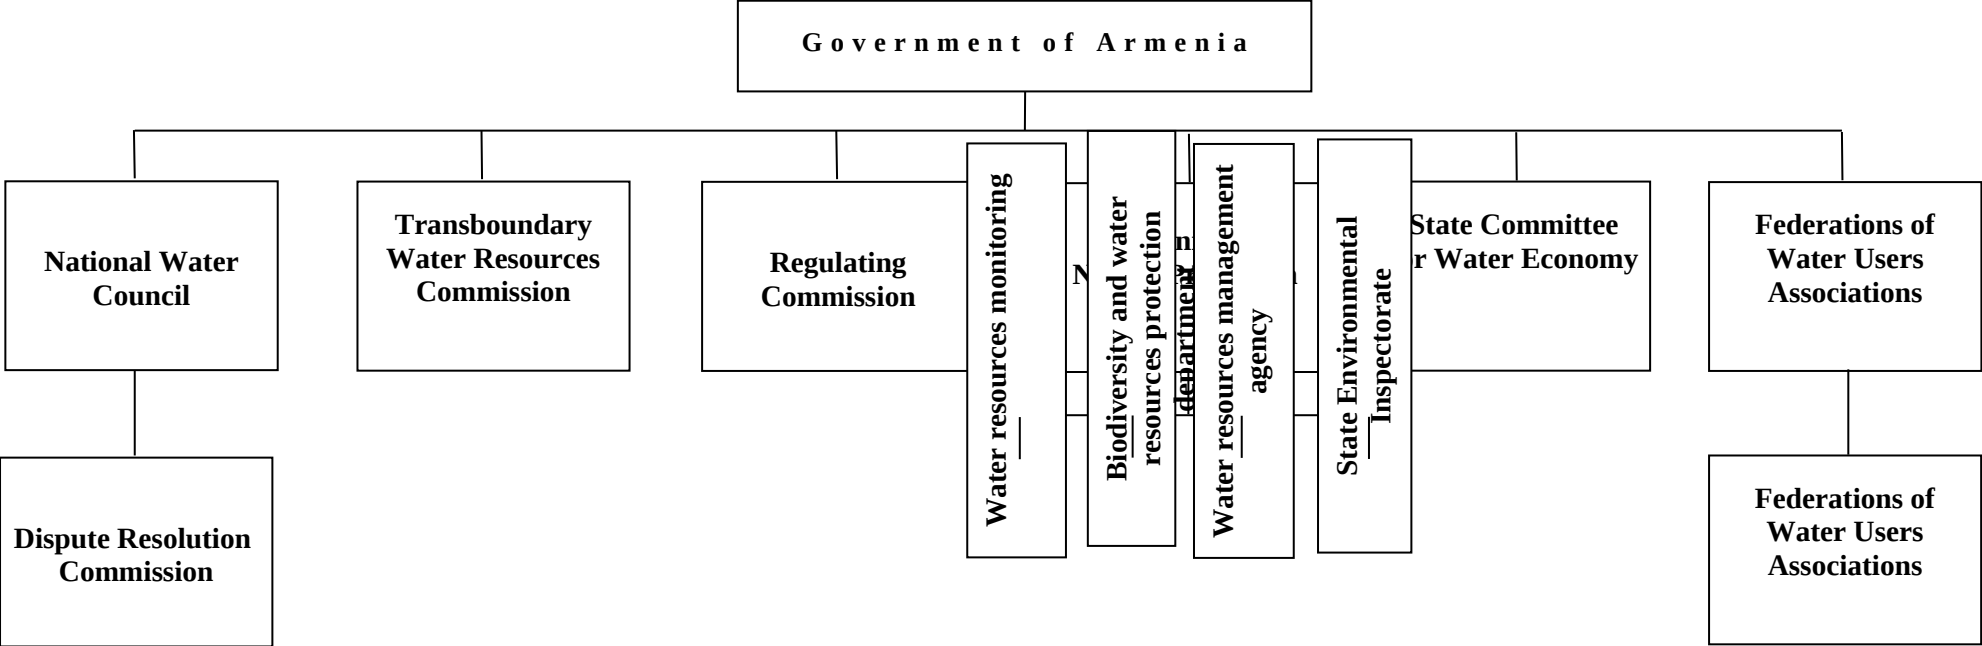 Government of Armenia
National Water
Council
Transboundary
Water Resources
Commission
Regulating
Commission
Water resources monitoring
Biodiversity and water
resources protection
department
Water resources management
agency
State Environmental
Inspectorate
State Committee
Water Economy
Federations of
Water Users
Associations
Dispute Resolution
Commission
Federations of
Water Users
Associations